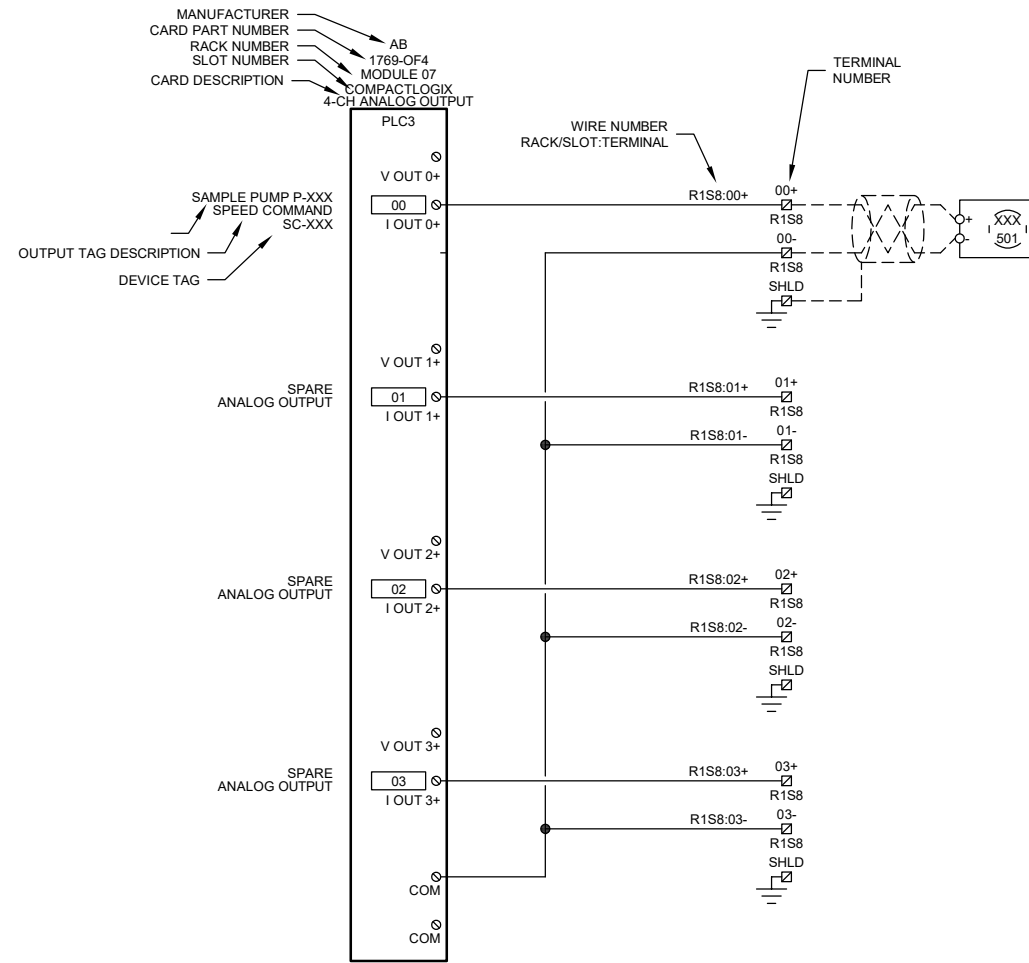 MANUFACTURER
CARD PART NUMBER
RACK NUMBER
SLOT NUMBER
CARD DESCRIPTION
AB
1769-OF4
MODULE 07
COMPACTLOGIX
4-CH ANALOG OUTPUT
PLC3
TERMINAL
NUMBER
WIRE NUMBER
RACK/SLOT:TERMINAL
V OUT 0+
SAMPLE PUMP P-XXX
SPEED COMMAND
SC-XXX
00
I OUT 0+
OUTPUT TAG DESCRIPTION
DEVICE TAG
R1S8:00+
00+
R1S8
00-
R1S8
SHLD
+
-
XXX
501
V OUT 1+
SPARE
ANALOG OUTPUT
01
I OUT 1+
R1S8:01+
01+
R1S8
R1S8:01-
01-
R1S8
SHLD
V OUT 2+
SPARE
ANALOG OUTPUT
02
I OUT 2+
R1S8:02+
02+
R1S8
R1S8:02-
02-
R1S8
SHLD
V OUT 3+
SPARE
ANALOG OUTPUT
03
I OUT 3+
R1S8:03+
03+
R1S8
R1S8:03-
03-
R1S8
SHLD
COM
COM